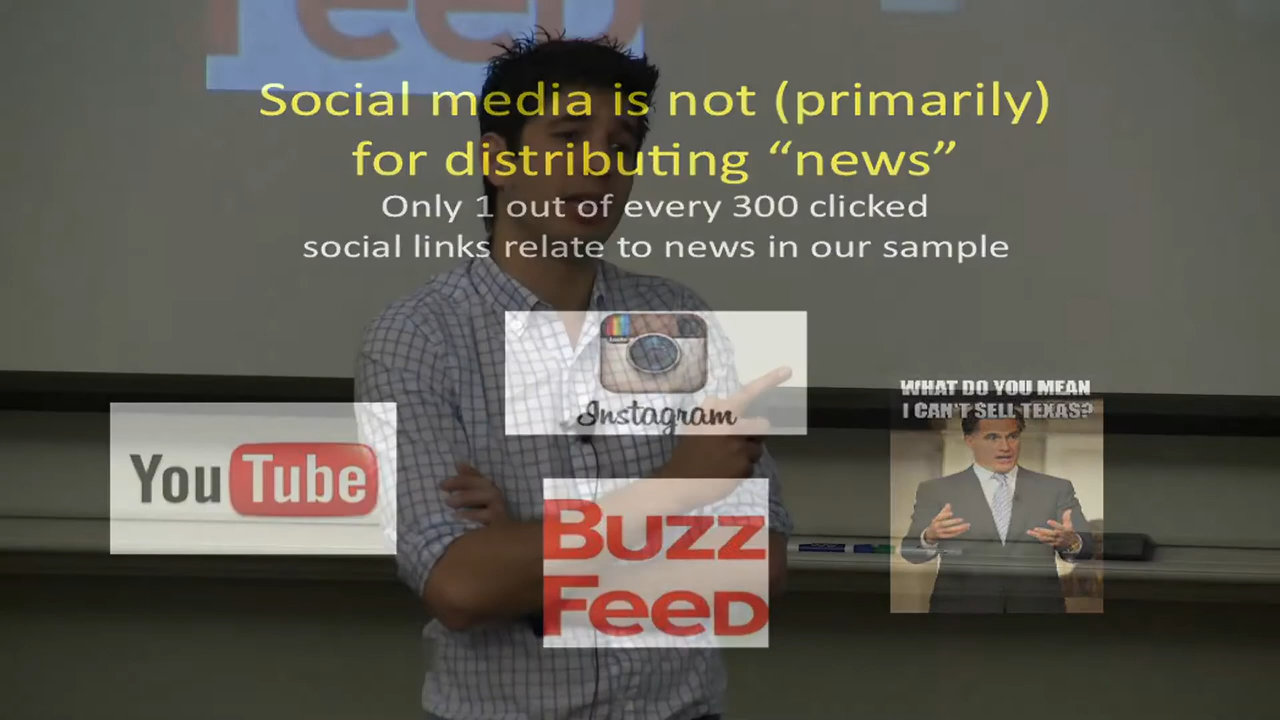 Social media is not (primarily)
for distributing “news”
Only 1 out of every 300 clicked
social links relate to news in our sample
Instagram
WHAT DO YOU MEAN
I CAN'T SELL TEXAS?
YouTube
BUZZ
FEED
FEED